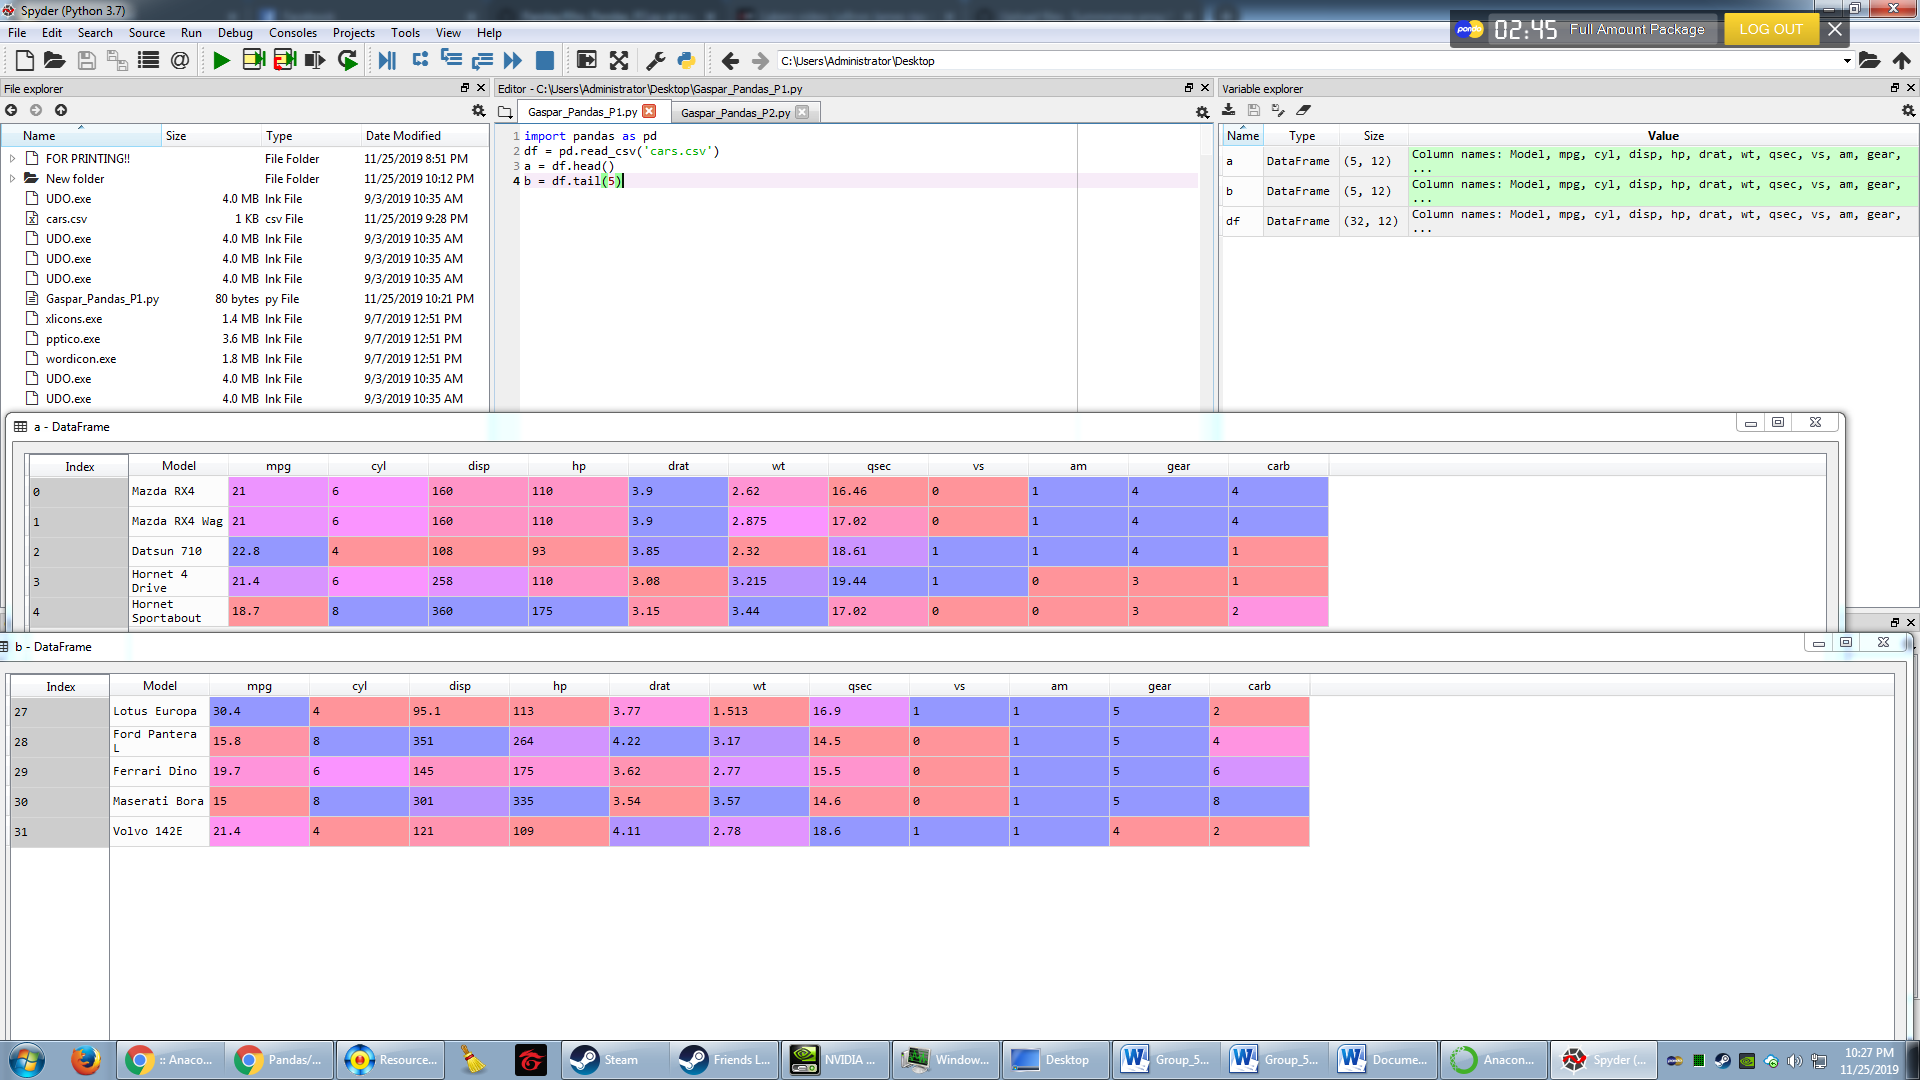 Spyder (Python 3.7)
File Edit Search Source Run Debug Consoles Projects Tools View Help
pondo 02:45 Full Amount Package LOG OUT
C:\Users\Administrator\Desktop
File explorer
Name Size Type Date Modified
FOR PRINTING!! File Folder 11/25/2019 8:51 PM
New folder File Folder 11/25/2019 10:12 PM
UDO.exe 4.0 MB lnk File 9/3/2019 10:35 AM
cars.csv 1 KB csv File 11/25/2019 9:28 PM
UDO.exe 4.0 MB lnk File 9/3/2019 10:35 AM
UDO.exe 4.0 MB lnk File 9/3/2019 10:35 AM
UDO.exe 4.0 MB lnk File 9/3/2019 10:35 AM
Gaspar_Pandas_P1.py 80 bytes py File 11/25/2019 10:21 PM
xlicons.exe 1.4 MB lnk File 9/7/2019 12:51 PM
pptico.exe 3.6 MB lnk File 9/7/2019 12:51 PM
wordicon.exe 1.8 MB lnk File 9/7/2019 12:51 PM
UDO.exe 4.0 MB lnk File 9/3/2019 10:35 AM
UDO.exe 4.0 MB lnk File 9/3/2019 10:35 AM
Editor - C:\Users\Administrator\Desktop\Gaspar_Pandas_P1.py
Gaspar_Pandas_P1.py Gaspar_Pandas_P2.py
1 import pandas as pd
2 df = pd.read_csv('cars.csv')
3 a = df.head()
4 b = df.tail(5)
Variable explorer
Name Type Size Value
a DataFrame (5, 12) Column names: Model, mpg, cyl, disp, hp, drat, wt, qsec, vs, am, gear,
...
b DataFrame (5, 12) Column names: Model, mpg, cyl, disp, hp, drat, wt, qsec, vs, am, gear,
...
df DataFrame (32, 12) Column names: Model, mpg, cyl, disp, hp, drat, wt, qsec, vs, am, gear,
...
a - DataFrame
Index Model mpg cyl disp hp drat wt qsec vs am gear carb
0 Mazda RX4 21 6 160 110 3.9 2.62 16.46 0 1 4 4
1 Mazda RX4 Wag 21 6 160 110 3.9 2.875 17.02 0 1 4 4
2 Datsun 710 22.8 4 108 93 3.85 2.32 18.61 1 1 4 1
3 Hornet 4 Drive 21.4 6 258 110 3.08 3.215 19.44 1 0 3 1
4 Hornet Sportabout 18.7 8 360 175 3.15 3.44 17.02 0 0 3 2
b - DataFrame
Index Model mpg cyl disp hp drat wt qsec vs am gear carb
27 Lotus Europa 30.4 4 95.1 113 3.77 1.513 16.9 1 1 5 2
28 Ford Pantera L 15.8 8 351 264 4.22 3.17 14.5 0 1 5 4
29 Ferrari Dino 19.7 6 145 175 3.62 2.77 15.5 0 1 5 6
30 Maserati Bora 15 8 301 335 3.54 3.57 14.6 0 1 5 8
31 Volvo 142E 21.4 4 121 109 4.11 2.78 18.6 1 1 4 2
:: Anaco... Pandas/... Resource... Steam Friends L... NVIDIA ... Window... Desktop Group_5... Group_5... Docume... Anacon... Spyder (...
10:27 PM
11/25/2019